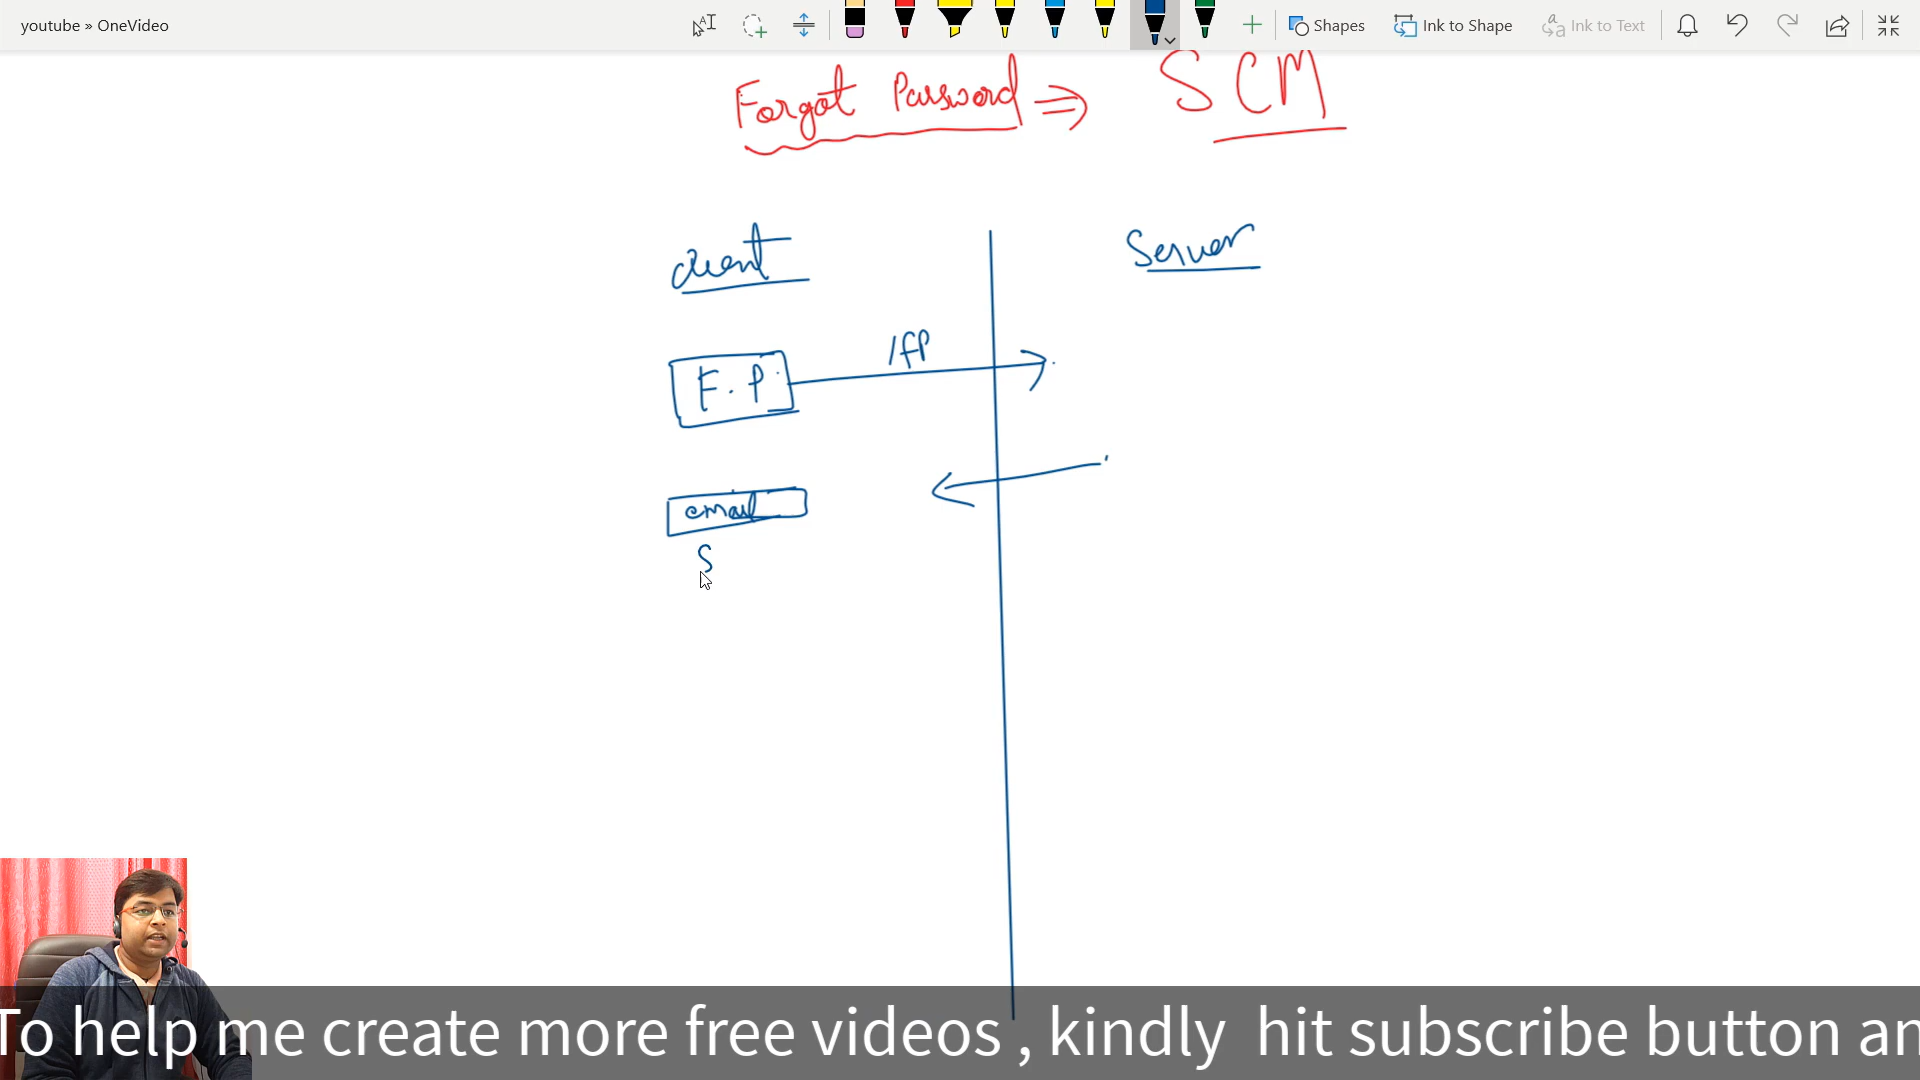 youtube » OneVideo
Shapes
Ink to Shape
Ink to Text
Forgot Password ⇒ SCM
client
Server
F.P
/fp
email
S
To help me create more free videos , kindly hit subscribe button an